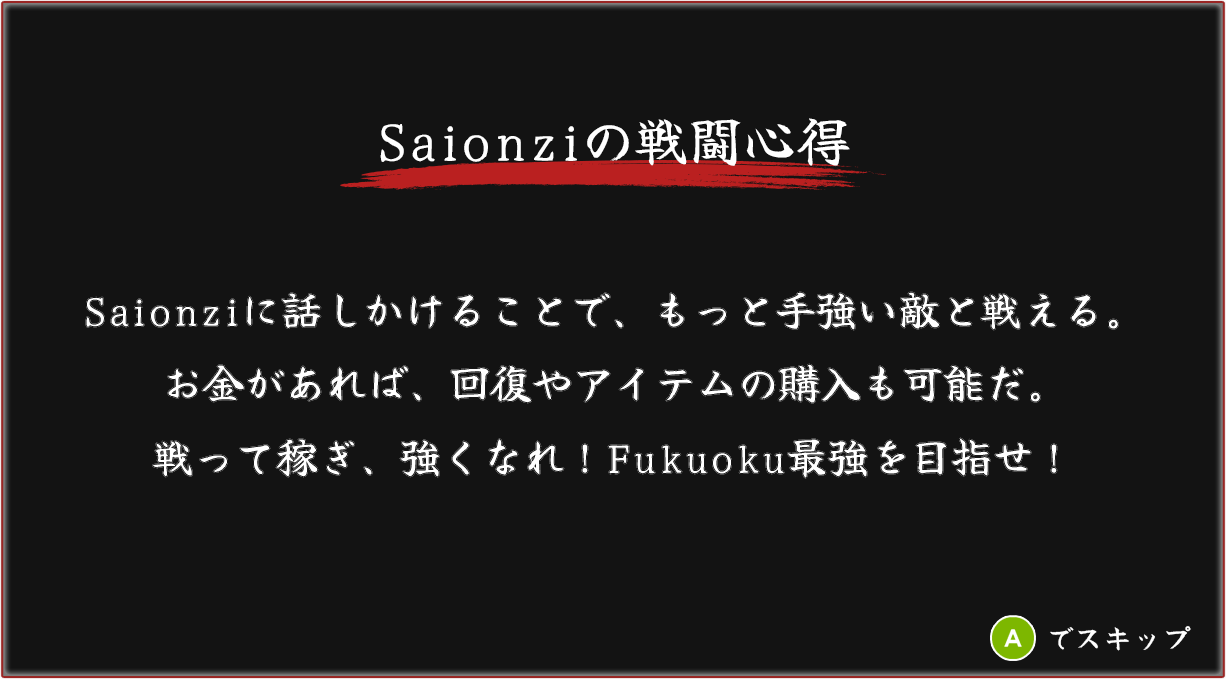 Saionziの戦闘心得
Saionziに話しかけることで、もっと手強い敵と戦える。
お金があれば、回復やアイテムの購入も可能だ。
戦って稼ぎ、強くなれ！Fukuoku最強を目指せ！
A でスキップ